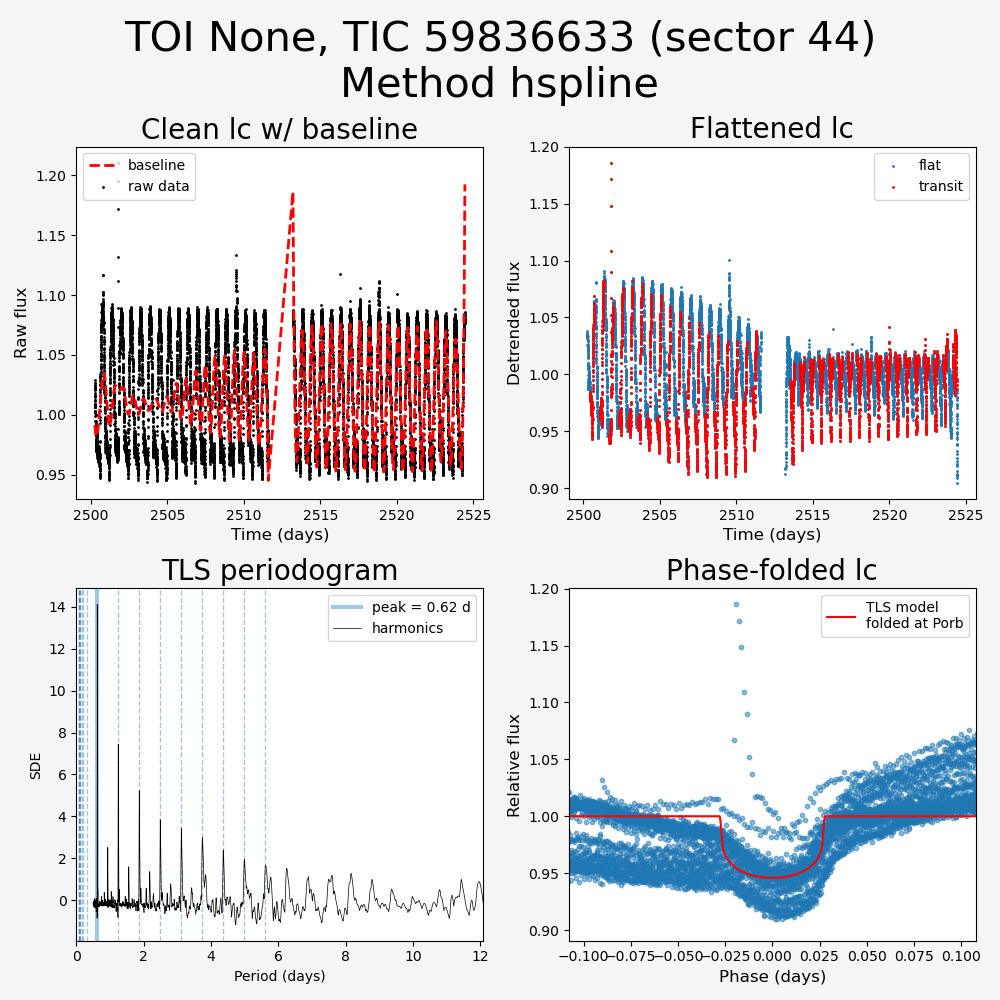 TOI None, TIC 59836633 (sector 44)
Method hspline
Clean lc w/ baseline
baseline
raw data
1.20
1.15
1.10
1.05
1.00
0.95
Raw flux
2500 2505 2510 2515 2520 2525
Time (days)
Flattened lc
flat
transit
1.20
1.15
1.10
1.05
1.00
0.95
0.90
Detrended flux
2500 2505 2510 2515 2520 2525
Time (days)
TLS periodogram
peak = 0.62 d
harmonics
14
12
10
8
6
4
2
0
SDE
0 2 4 6 8 10 12
Period (days)
Phase-folded lc
TLS model
folded at Porb
1.20
1.15
1.10
1.05
1.00
0.95
0.90
Relative flux
−0.100 −0.075 −0.050 −0.025 0.000 0.025 0.050 0.075 0.100
Phase (days)